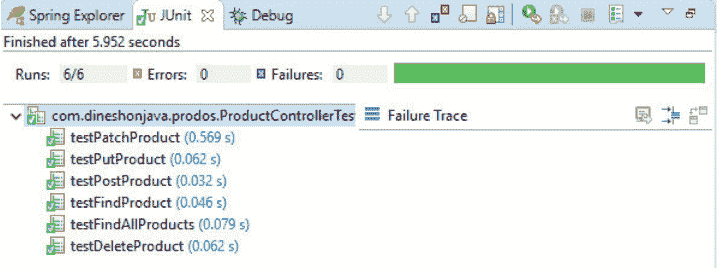 Spring Explorer JUnit Debug
Finished after 5.952 seconds
Runs: 6/6 Errors: 0 Failures: 0
com.dineshonjava.prodos.ProductControllerTest Failure Trace
testPatchProduct (0.569 s)
testPutProduct (0.062 s)
testPostProduct (0.032 s)
testFindProduct (0.046 s)
testFindAllProducts (0.079 s)
testDeleteProduct (0.062 s)